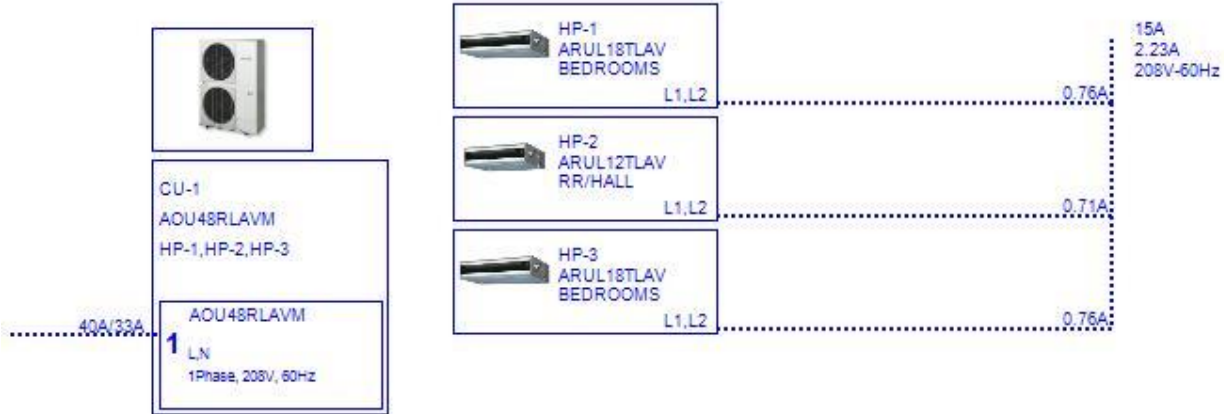 HP-1
ARUL18TLAV
BEDROOMS
L1,L2
0.76A
15A
2.23A
208V-60Hz
HP-2
ARUL12TLAV
RR/HALL
L1,L2
0.71A
CU-1
AOU48RLAVM
HP-1,HP-2,HP-3
HP-3
ARUL18TLAV
BEDROOMS
L1,L2
0.76A
40A/33A
AOU48RLAVM
1
L,N
1Phase, 208V, 60Hz